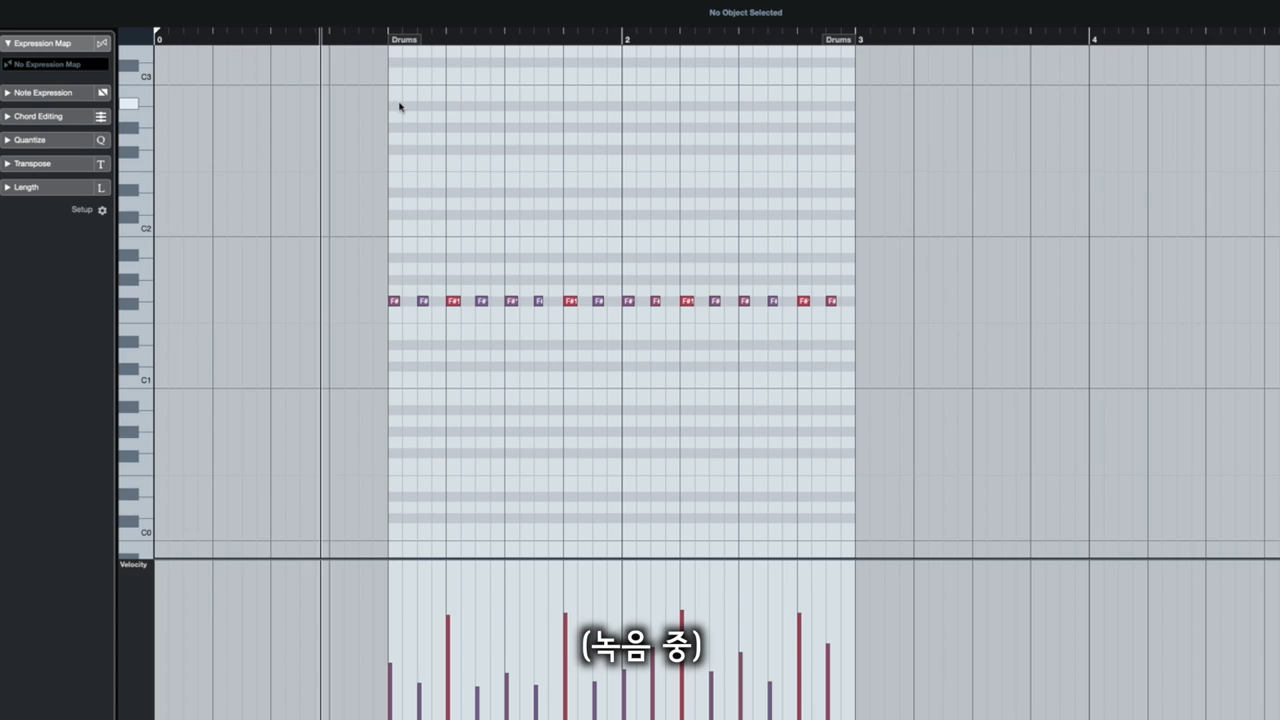 No Object Selected
Expression Map
No Expression Map
Note Expression
Chord Editing
Quantize Q
Transpose T
Length L
Setup
0 Drums 2 Drums 3 4
C3
C2
F# F# F#1 F# F#1 F# F#1 F# F# F# F#1 F# F# F# F# F#
C1
C0
Velocity
(녹음 중)